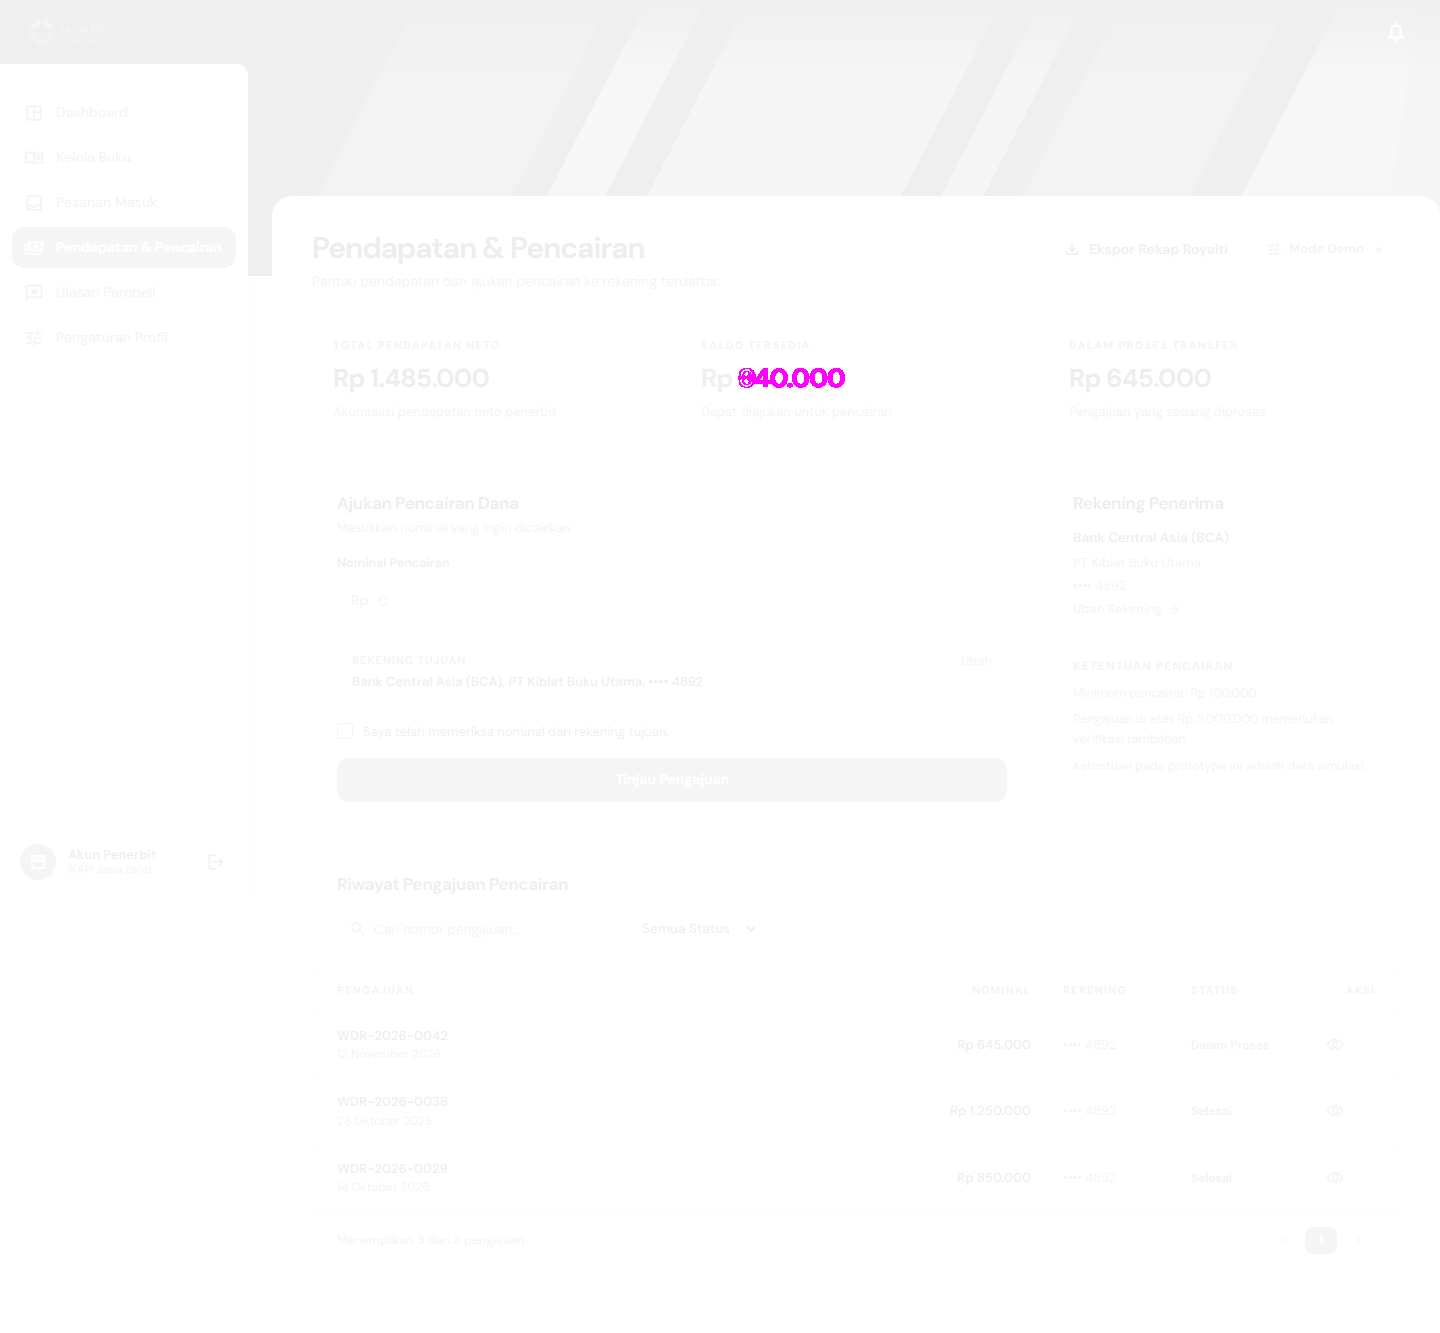 IKAPI
Dashboard
Kelola Buku
Pesanan Masuk
Pendapatan & Pencairan
Ulasan Pembeli
Pengaturan Profil
Akun Penerbit
IKAPI Jawa Barat
Pendapatan & Pencairan
Pantau pendapatan dan ajukan pencairan ke rekening terdaftar.
Ekspor Rekap Royalti
Mode Demo
TOTAL PENDAPATAN NETO
Rp 1.485.000
Akumulasi pendapatan neto penerbit
SALDO TERSEDIA
Rp 840.000
Dapat diajukan untuk pencairan
DALAM PROSES TRANSFER
Rp 645.000
Pengajuan yang sedang diproses
Ajukan Pencairan Dana
Masukkan nominal yang ingin dicairkan.
Nominal Pencairan
Rp 0
REKENING TUJUAN
Ubah
Bank Central Asia (BCA), PT Kiblat Buku Utama, •••• 4892
Saya telah memeriksa nominal dan rekening tujuan.
Tinjau Pengajuan
Rekening Penerima
Bank Central Asia (BCA)
PT Kiblat Buku Utama
•••• 4892
Ubah Rekening →
KETENTUAN PENCAIRAN
Minimum pencairan Rp 100.000.
Pengajuan di atas Rp 5.000.000 memerlukan
verifikasi tambahan.
Ketentuan pada prototype ini adalah data simulasi.
Riwayat Pengajuan Pencairan
Cari nomor pengajuan...
Semua Status
PENGAJUAN NOMINAL REKENING STATUS AKSI
WDR-2026-0042 Rp 645.000 •••• 4892 Dalam Proses
12 November 2026
WDR-2026-0038 Rp 1.250.000 •••• 4892 Selesai
28 Oktober 2026
WDR-2026-0029 Rp 850.000 •••• 4892 Selesai
14 Oktober 2026
Menampilkan 3 dari 3 pengajuan
1